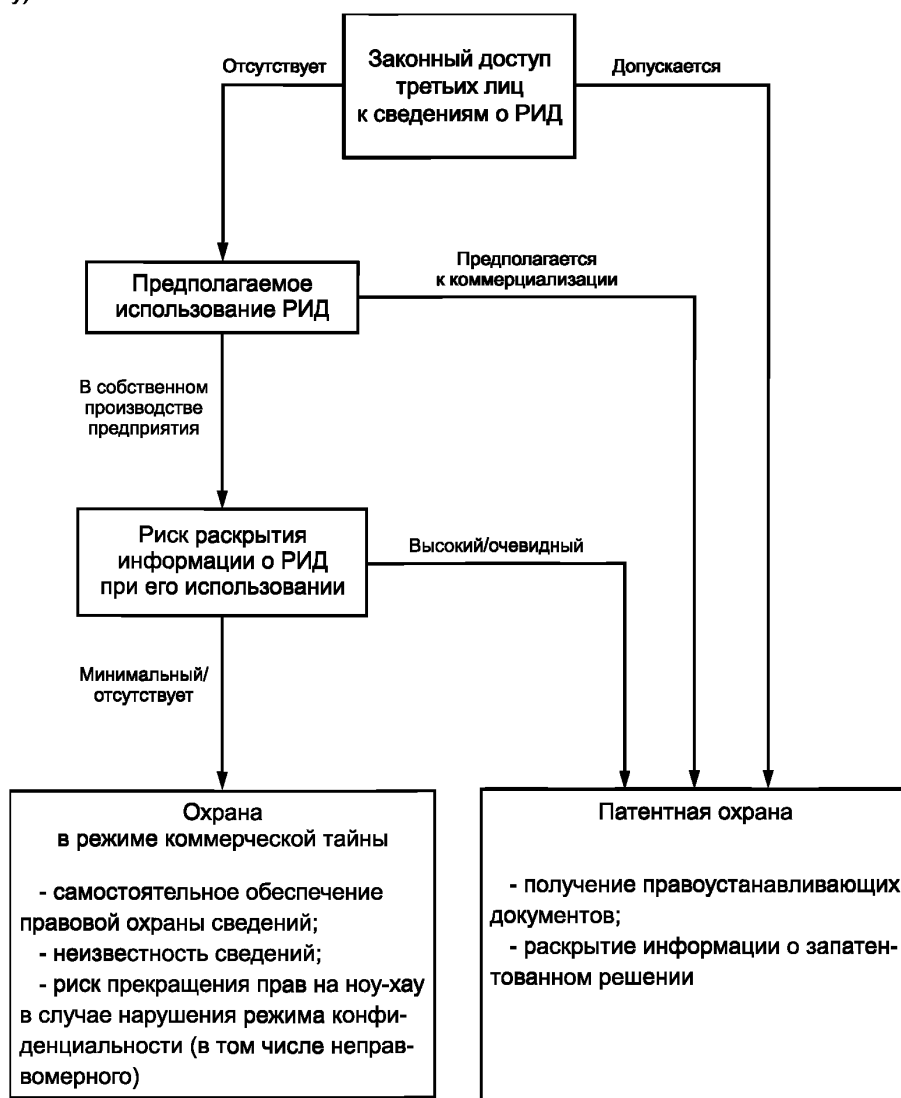 у)
Отсутствует
Законный доступ
третьих лиц
к сведениям о РИД
Допускается
Предполагаемое
использование РИД
Предполагается
к коммерциализации
В собственном
производстве
предприятия
Риск раскрытия
информации о РИД
при его использовании
Высокий/очевидный
Минимальный/
отсутствует
Охрана
в режиме коммерческой тайны
- самостоятельное обеспечение
правовой охраны сведений;
- неизвестность сведений;
- риск прекращения прав на ноу-хау
в случае нарушения режима конфи-
денциальности (в том числе неправ-
вомерного)
Патентная охрана
- получение правоустанавливающих
документов;
- раскрытие информации о запатен-
тованном решении